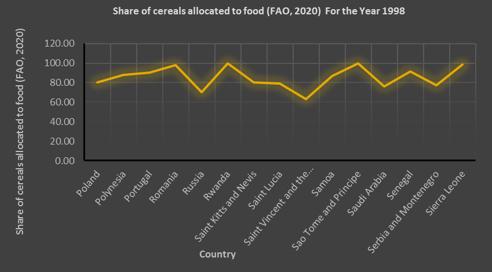 Share of cereals allocated to food (FAO, 2020)  For the Year 1998
Share of cereals allocated to food (FAO, 2020)
120.00
100.00
80.00
60.00
40.00
20.00
0.00
Poland
Polynesia
Portugal
Romania
Russia
Rwanda
Saint Kitts and Nevis
Saint Lucia
Saint Vincent and the...
Samoa
Sao Tome and Principe
Saudi Arabia
Senegal
Serbia and Montenegro
Sierra Leone
Country